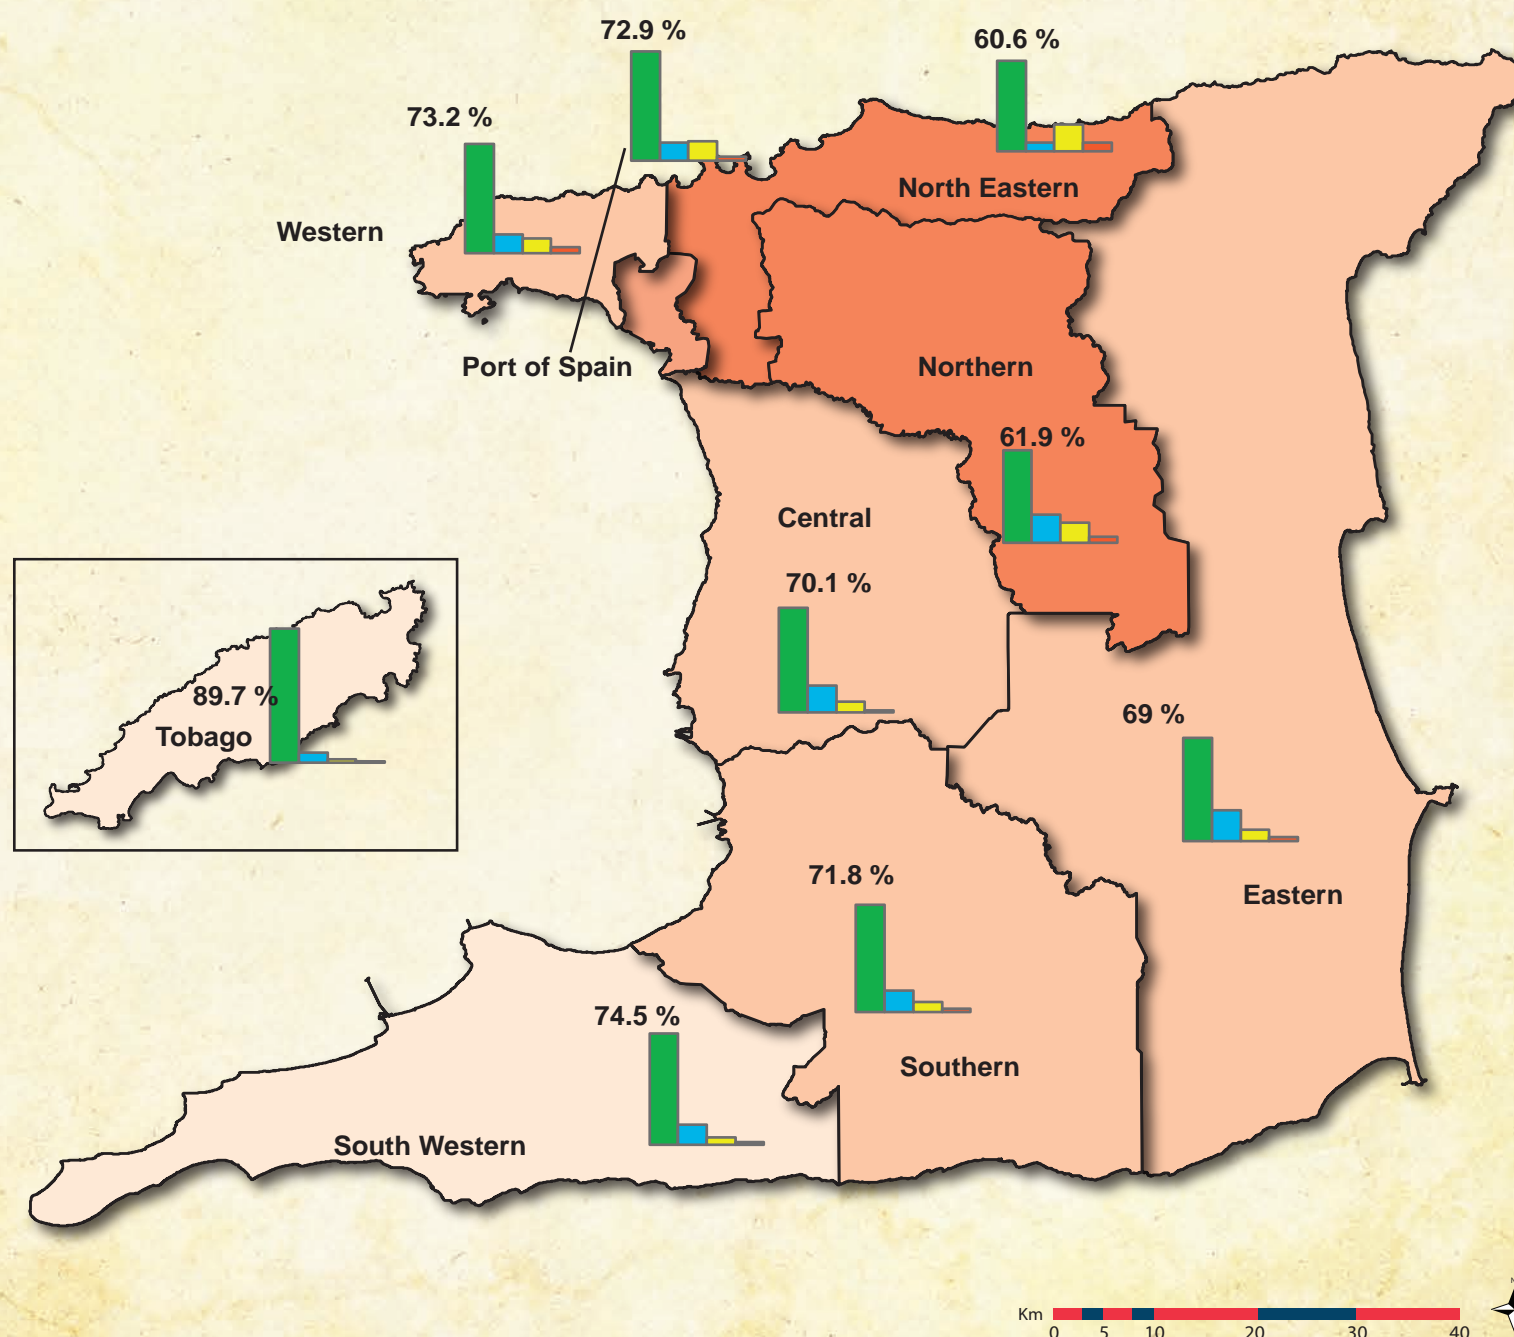 72.9 %
60.6 %
73.2 %
North Eastern
Western
Port of Spain
Northern
61.9 %
Central
70.1 %
89.7 %
Tobago
69 %
71.8 %
Eastern
74.5 %
Southern
South Western
Km
0 5 10 20 30 40